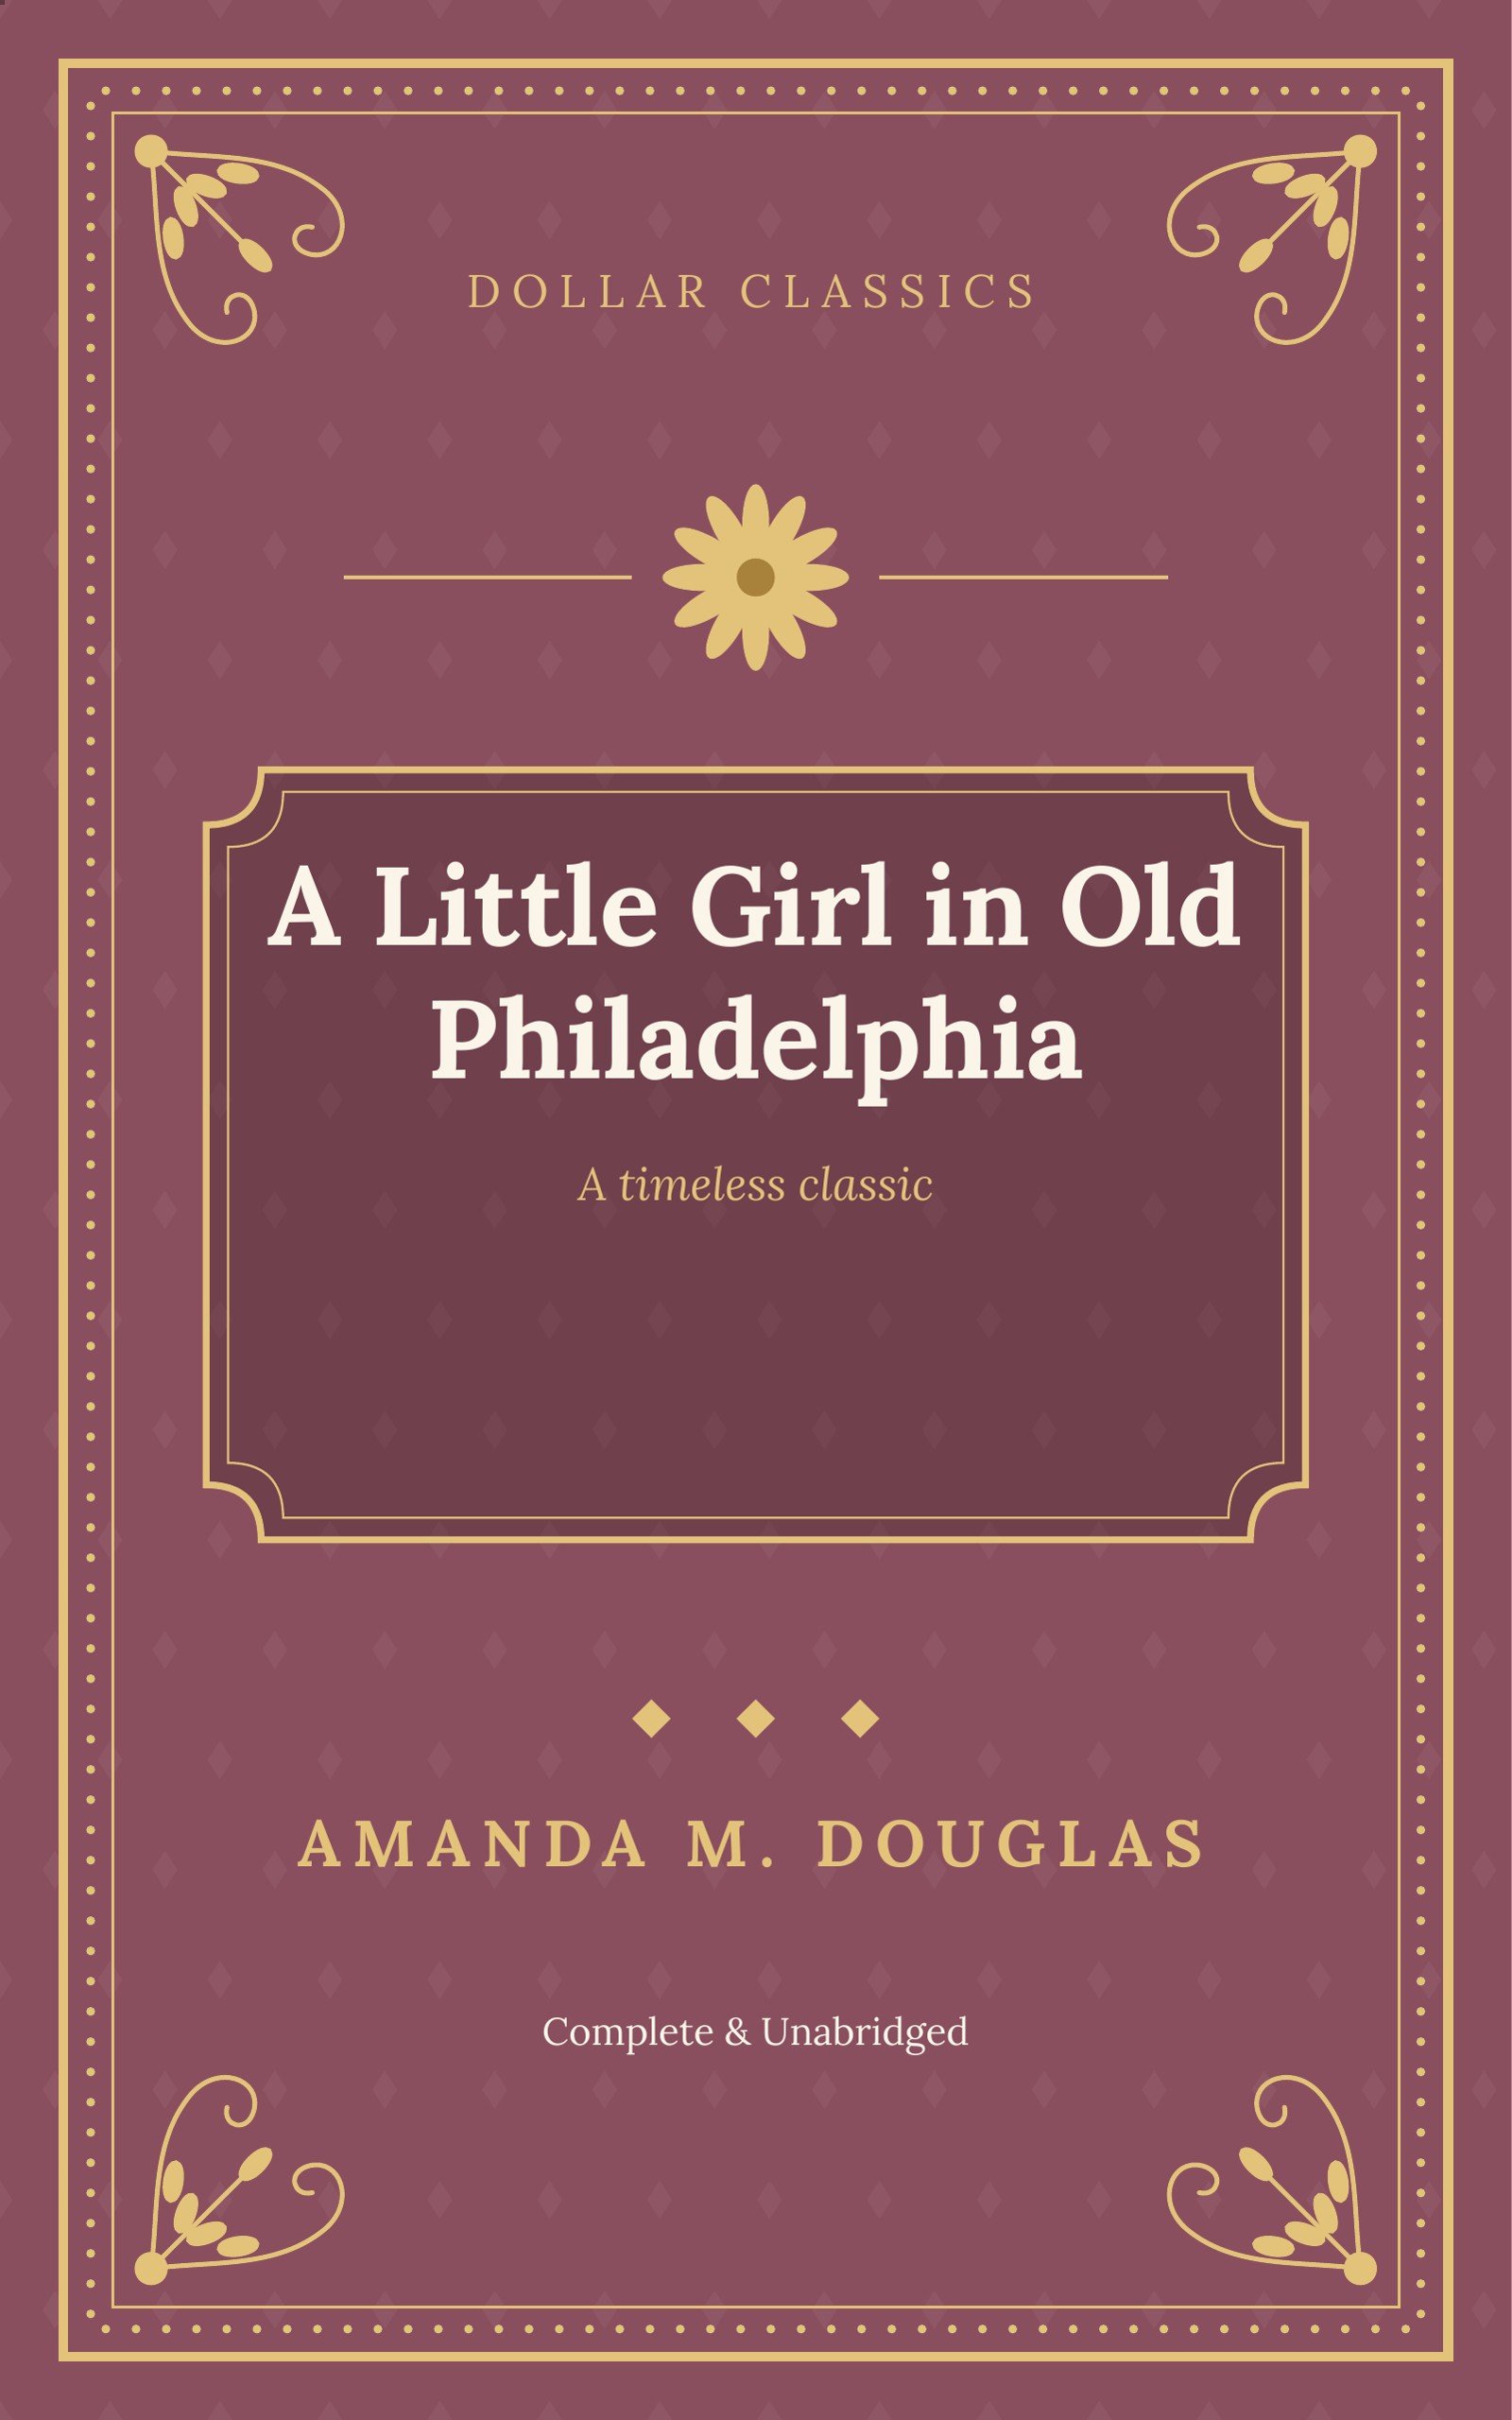 DOLLAR CLASSICS
A Little Girl in Old
Philadelphia
A timeless classic
AMANDA M. DOUGLAS
Complete & Unabridged